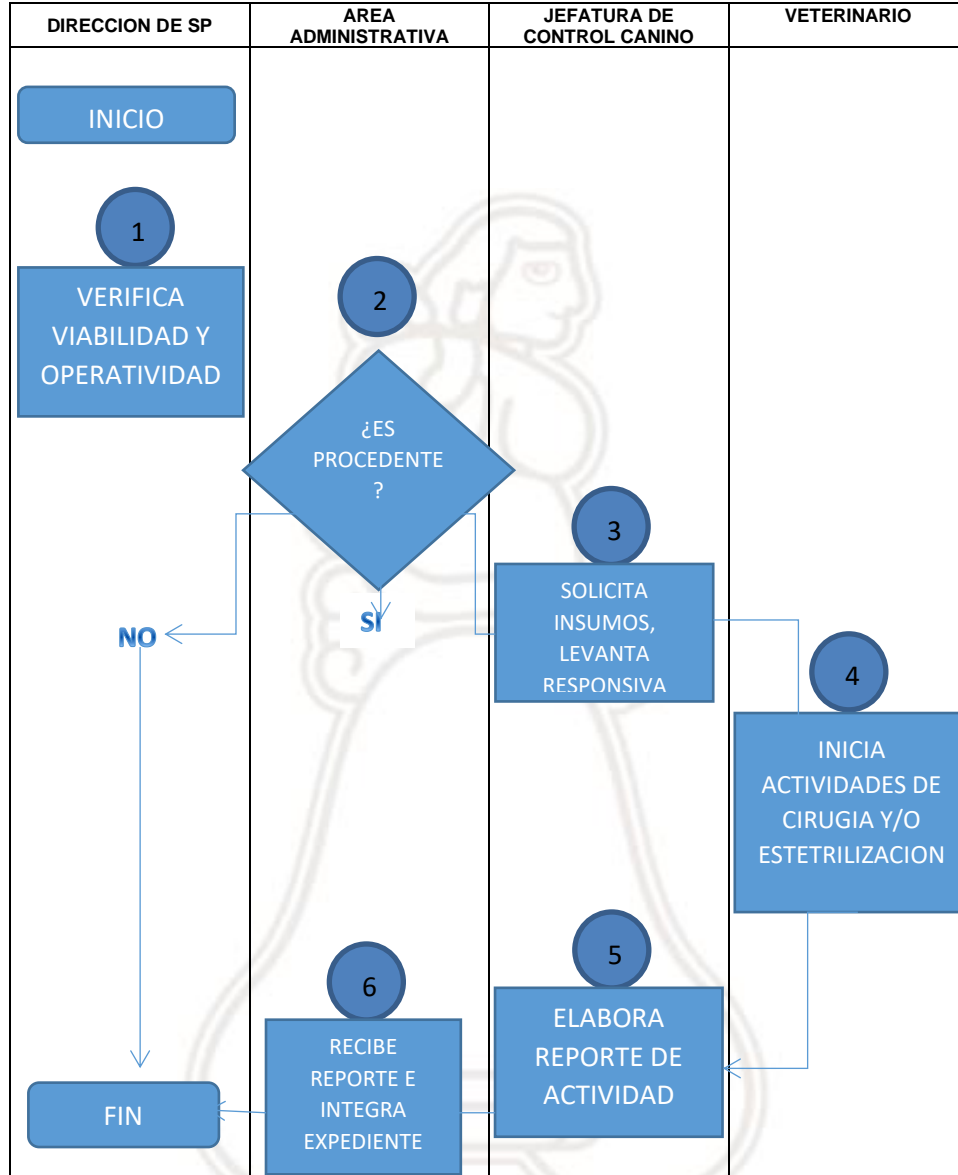 DIRECCION DE SP
AREA
ADMINISTRATIVA
JEFATURA DE
CONTROL CANINO
VETERINARIO
INICIO
1
VERIFICA
VIABILIDAD Y
OPERATIVIDAD
2
¿ES
PROCEDENTE
?
NO
SI
3
SOLICITA
INSUMOS,
LEVANTA
RESPONSIVA
4
INICIA
ACTIVIDADES DE
CIRUGIA Y/O
ESTETRILIZACION
5
ELABORA
REPORTE DE
ACTIVIDAD
6
RECIBE
REPORTE E
INTEGRA
EXPEDIENTE
FIN